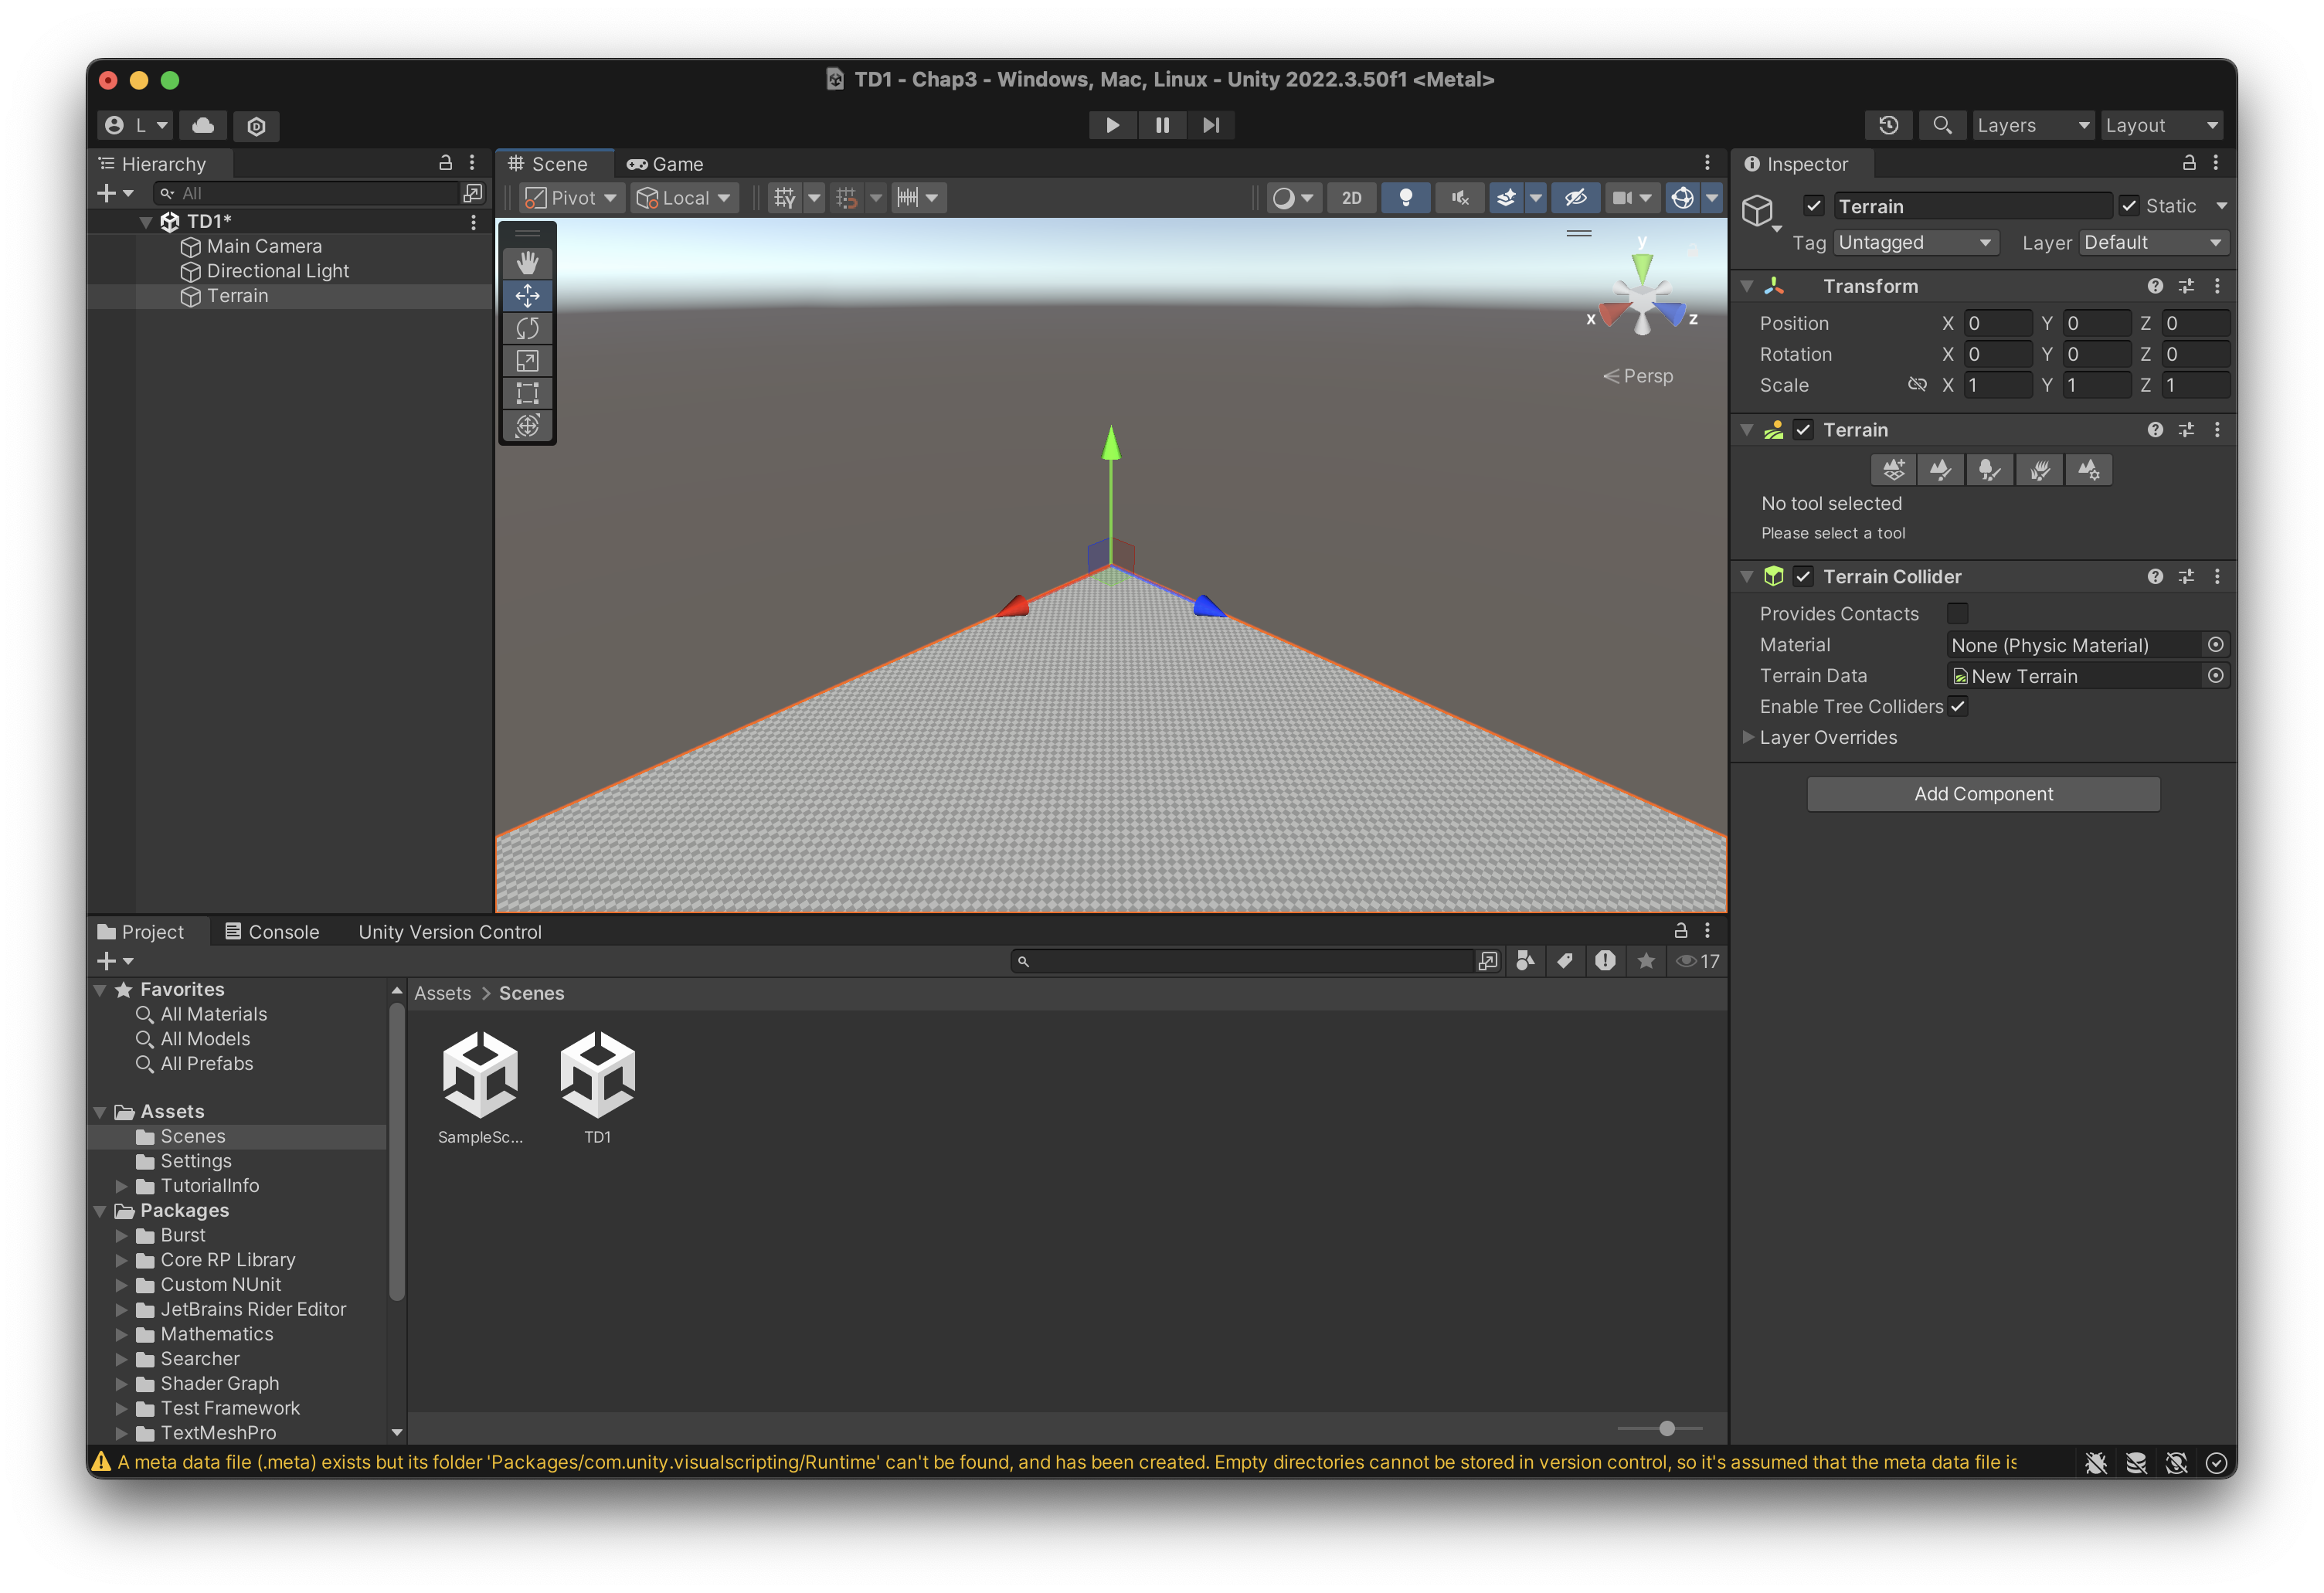 TD1 - Chap3 - Windows, Mac, Linux - Unity 2022.3.50f1 <Metal>
L
Layers
Layout
Hierarchy
All
TD1*
Main Camera
Directional Light
Terrain
Scene
Game
Pivot
Local
2D
y
x
z
Persp
Inspector
Terrain
Static
Tag
Untagged
Layer
Default
Transform
Position X 0 Y 0 Z 0
Rotation X 0 Y 0 Z 0
Scale X 1 Y 1 Z 1
Terrain
No tool selected
Please select a tool
Terrain Collider
Provides Contacts
Material None (Physic Material)
Terrain Data New Terrain
Enable Tree Colliders
Layer Overrides
Add Component
Project
Console
Unity Version Control
17
Favorites
All Materials
All Models
All Prefabs
Assets
Scenes
Settings
TutorialInfo
Packages
Burst
Core RP Library
Custom NUnit
JetBrains Rider Editor
Mathematics
Searcher
Shader Graph
Test Framework
TextMeshPro
Assets > Scenes
SampleSc...
TD1
A meta data file (.meta) exists but its folder 'Packages/com.unity.visualscripting/Runtime' can't be found, and has been created. Empty directories cannot be stored in version control, so it's assumed that the meta data file is